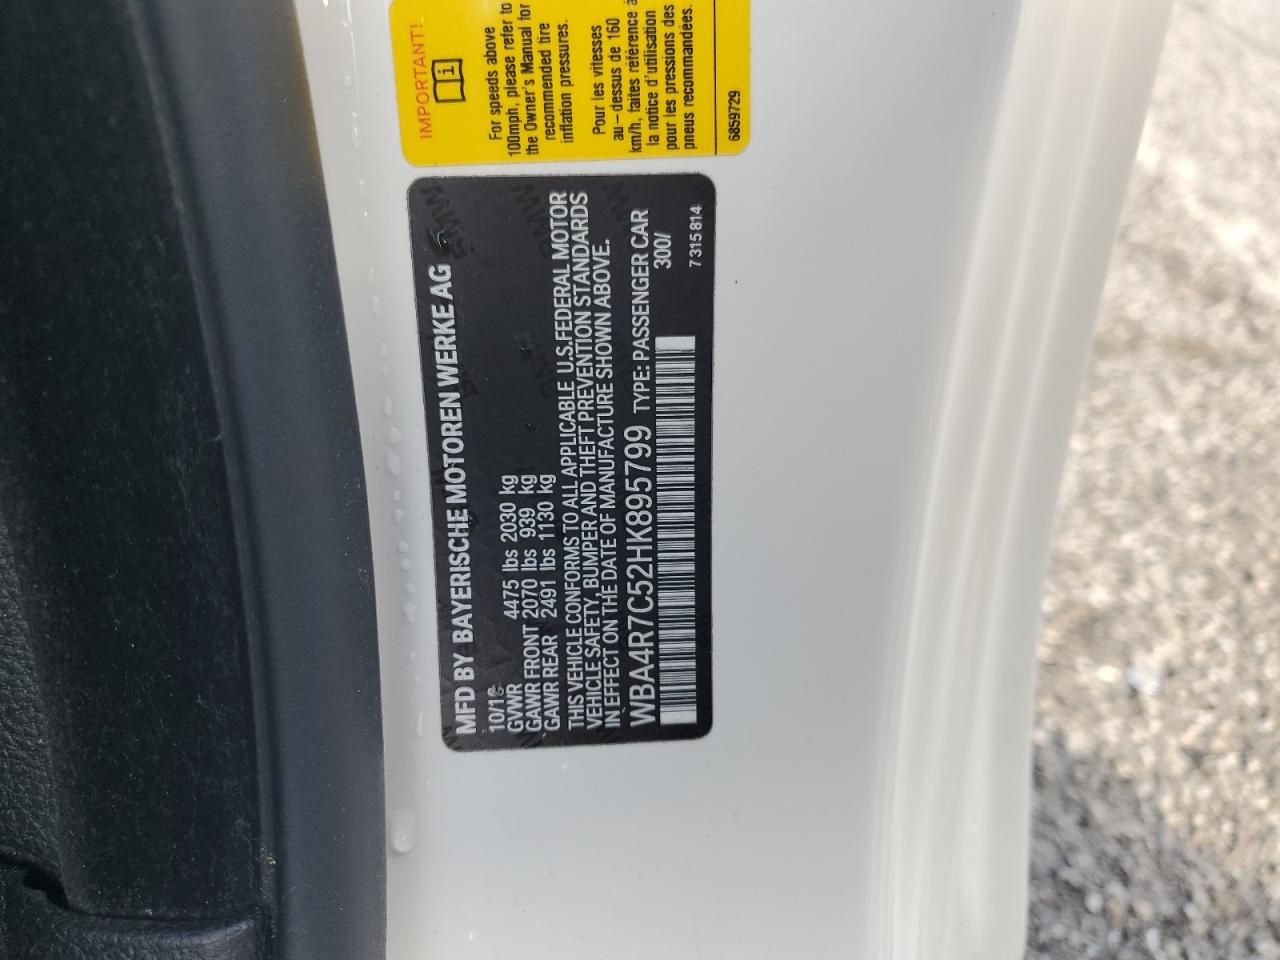 IMPORTANT!
For speeds above
100mph, please refer to
the Owner's Manual for
recommended tire
inflation pressures.
Pour les vitesses
au-dessus de 160
km/h, faites référence à
la notice d'utilisation
pour les pressions des
pneus recommandées.
6859729
MFD BY BAYERISCHE MOTOREN WERKE AG
10/16
GVWR 4475 lbs 2030 kg
GAWR FRONT 2070 lbs 939 kg
GAWR REAR 2491 lbs 1130 kg
THIS VEHICLE CONFORMS TO ALL APPLICABLE U.S.FEDERAL MOTOR
VEHICLE SAFETY, BUMPER AND THEFT PREVENTION STANDARDS
IN EFFECT ON THE DATE OF MANUFACTURE SHOWN ABOVE.
WBA4R7C52HK895799 TYPE: PASSENGER CAR
300/
7315814